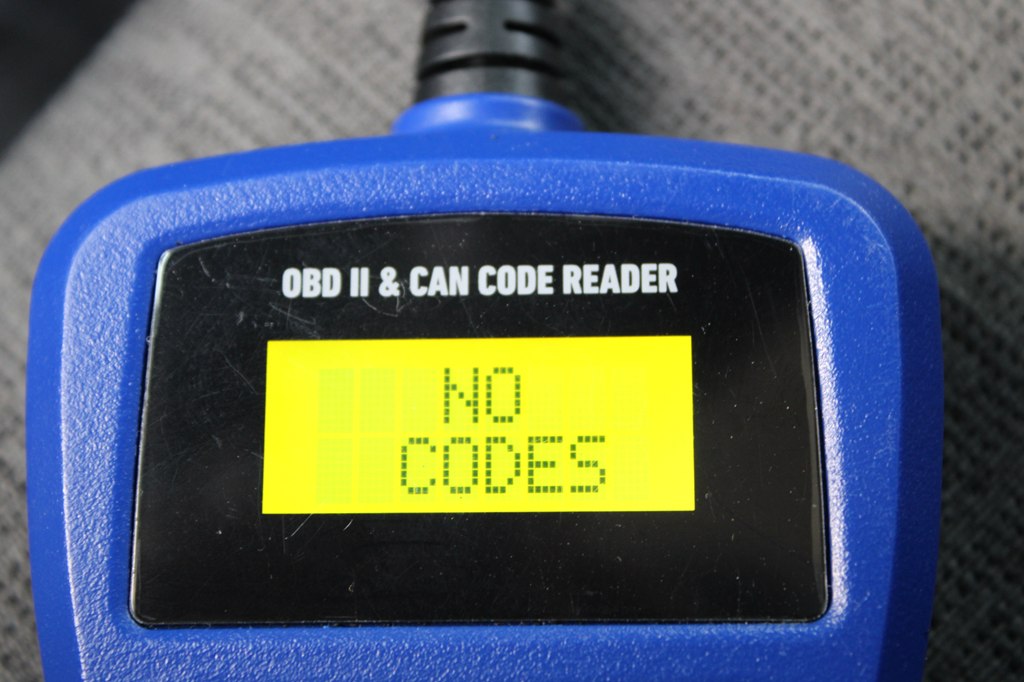 OBD II & CAN CODE READER
NO
CODES